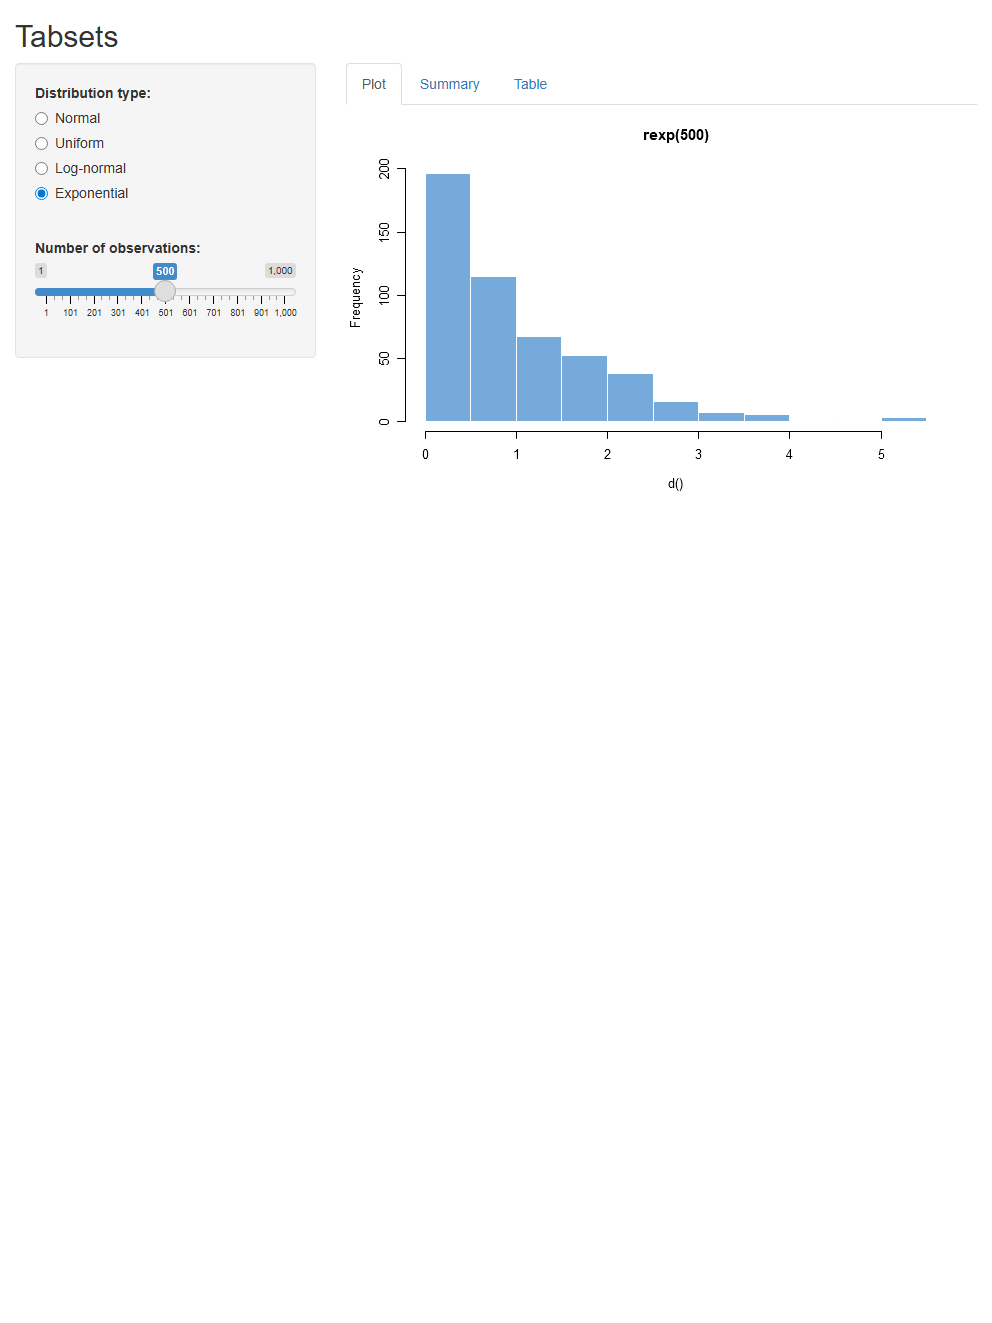 Tabsets
Distribution type:
Normal
Uniform
Log-normal
Exponential
Number of observations:
1 500 1,000
1 101 201 301 401 501 601 701 801 901 1,000
Plot Summary Table
rexp(500)
Frequency
200
150
100
50
0
0 1 2 3 4 5
d()